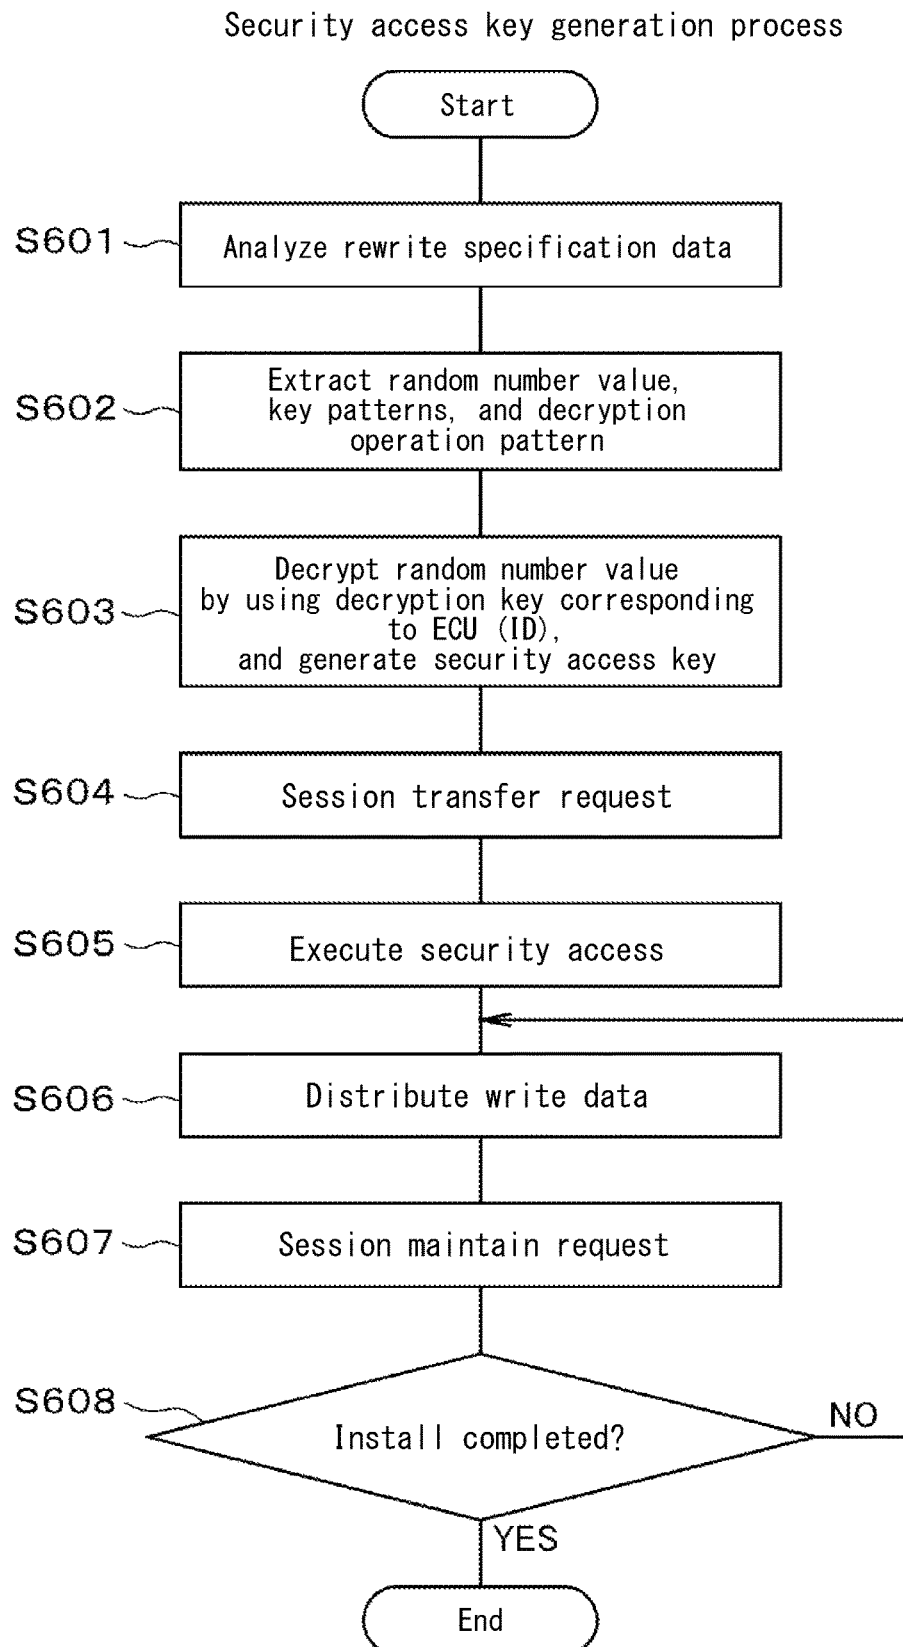 Security access key generation process
Start
S601
Analyze rewrite specification data
S602
Extract random number value,
key patterns, and decryption
operation pattern
S603
Decrypt random number value
by using decryption key corresponding
to ECU (ID),
and generate security access key
S604
Session transfer request
S605
Execute security access
S606
Distribute write data
S607
Session maintain request
S608
Install completed?
NO
YES
End